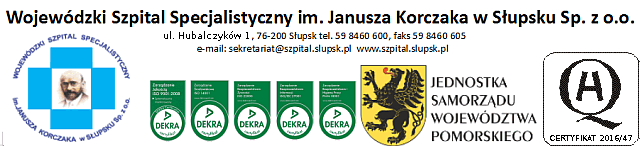 Wojewódzki Szpital Specjalistyczny im. Janusza Korczaka w Słupsku Sp. z o.o.
ul. Hubalczyków 1, 76-200 Słupsk tel. 59 8460 600, faks 59 8460 605
e-mail: sekretariat@szpital.slupsk.pl www.szpital.slupsk.pl
WOJEWÓDZKI SZPITAL SPECJALISTYCZNY
im.JANUSZA KORCZAKA w SŁUPSKU Sp. z o.o.
DEKRA
DEKRA
DEKRA
DEKRA
DEKRA
JEDNOSTKA
SAMORZĄDU
WOJEWÓDZTWA
POMORSKIEGO
CERTYFIKAT 2016/47